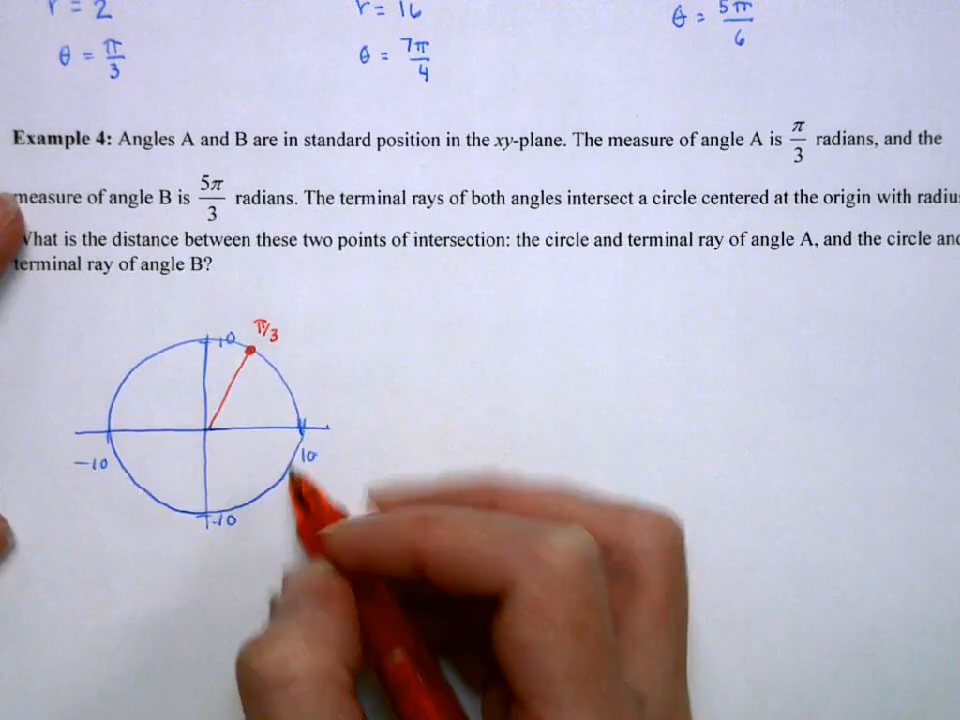 r = 2
r = 16
θ = 5π/6
θ = π/3
θ = 7π/4
Example 4: Angles A and B are in standard position in the xy-plane. The measure of angle A is π/3 radians, and the
measure of angle B is 5π/3 radians. The terminal rays of both angles intersect a circle centered at the origin with radiu
hat is the distance between these two points of intersection: the circle and terminal ray of angle A, and the circle an
terminal ray of angle B?
π/3
10
-10
10
-10